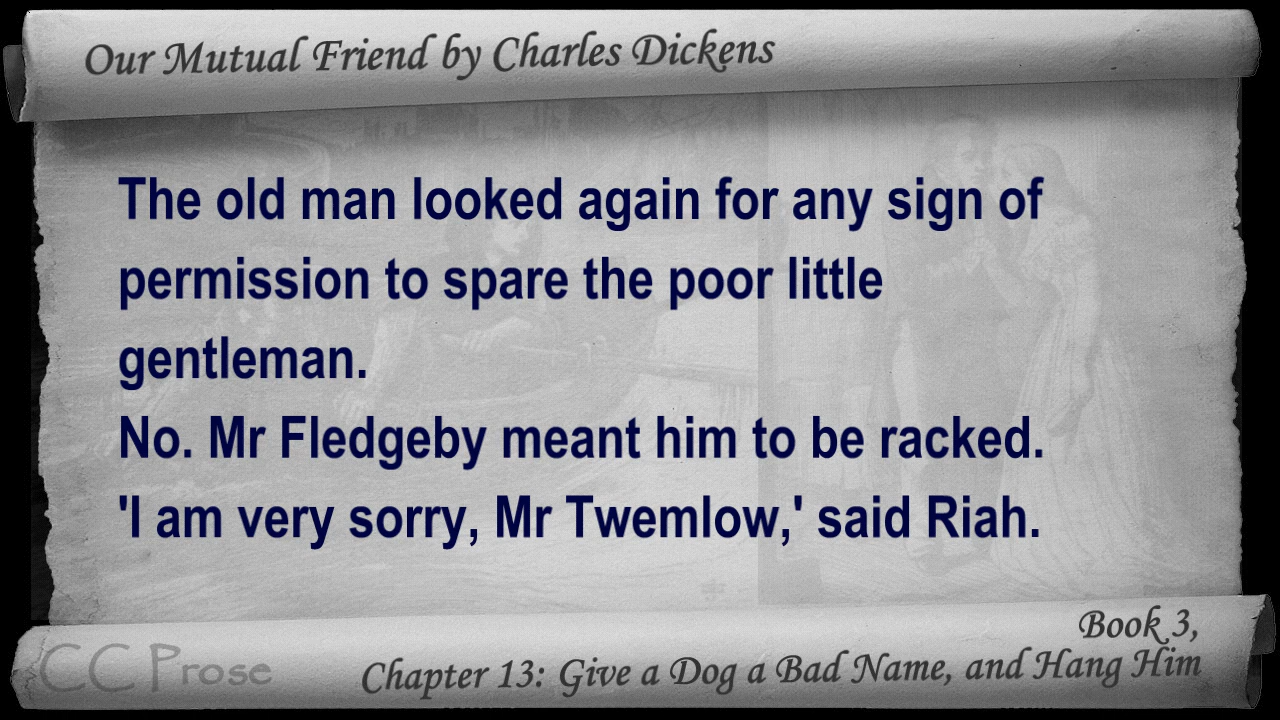 Our Mutual Friend by Charles Dickens
The old man looked again for any sign of
permission to spare the poor little
gentleman.
No. Mr Fledgeby meant him to be racked.
'I am very sorry, Mr Twemlow,' said Riah.
Book 3,
CC Prose
Chapter 13: Give a Dog a Bad Name, and Hang Him